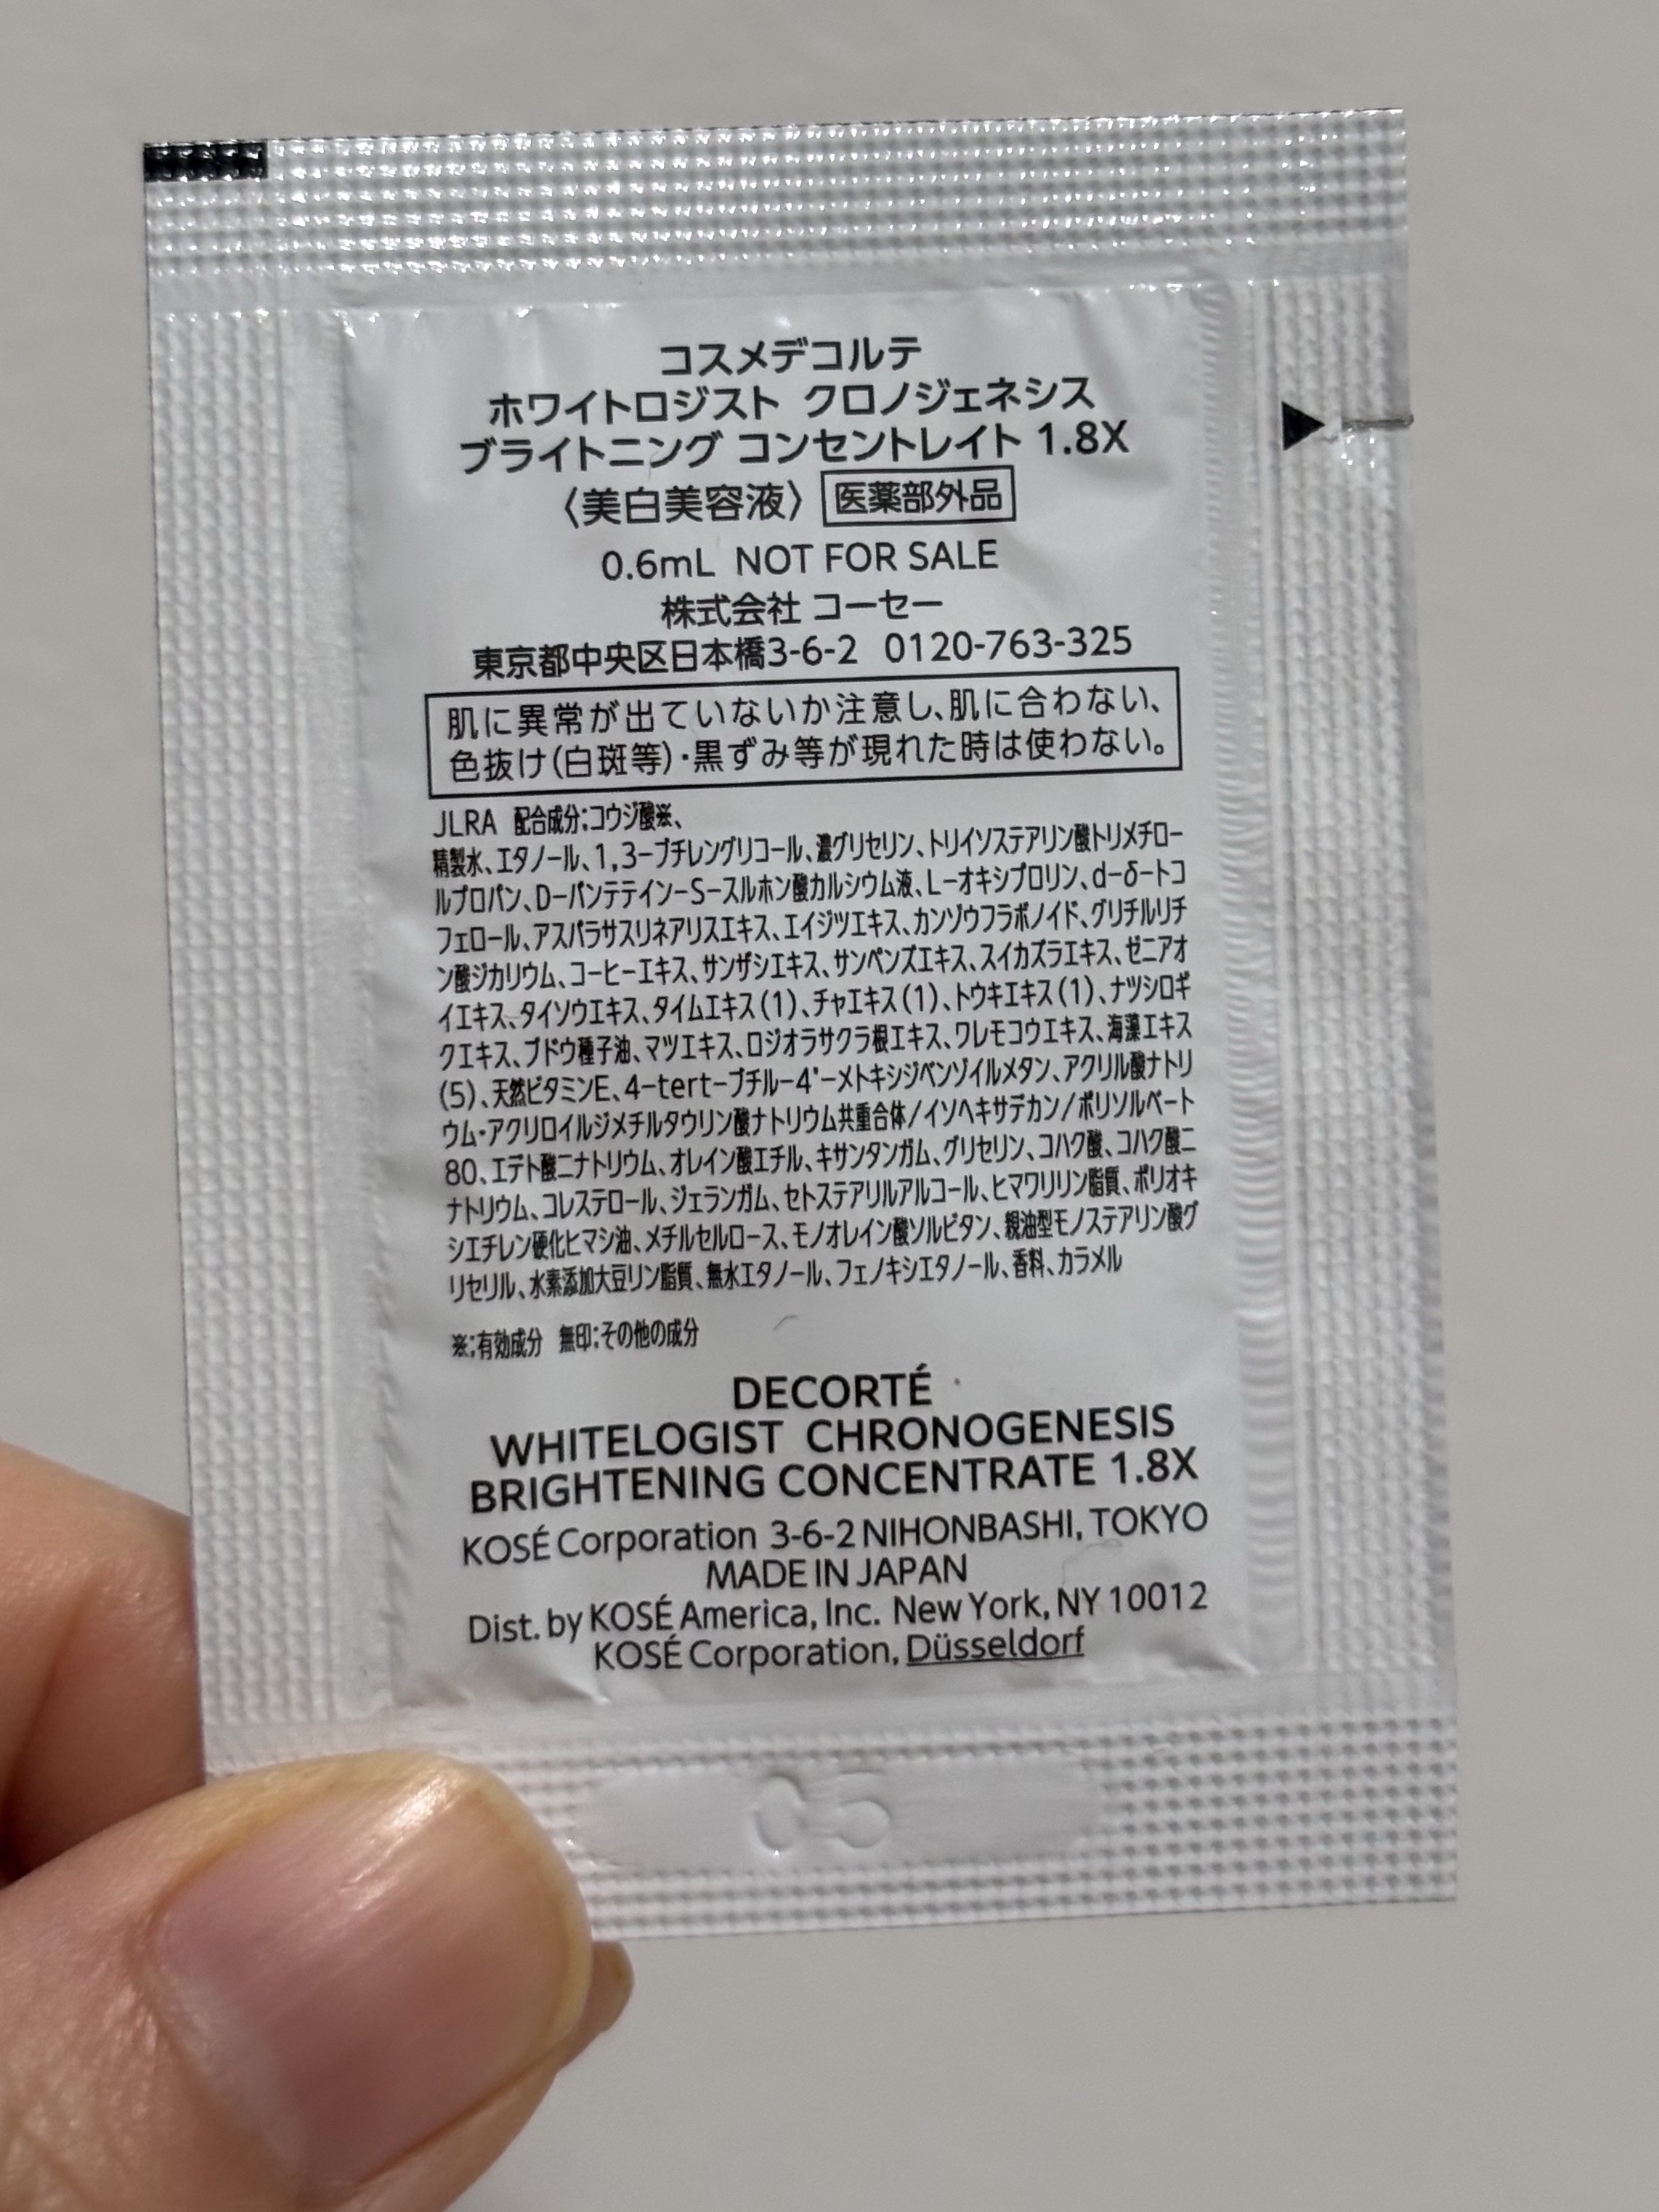 コスメデコルテ
ホワイトロジスト クロノジェネシス
ブライトニング コンセントレイト 1.8X
〈美白美容液〉 医薬部外品
0.6mL NOT FOR SALE
株式会社 コーセー
東京都中央区日本橋3-6-2 0120-763-325
肌に異常が出ていないか注意し、肌に合わない、
色抜け(白斑等)・黒ずみ等が現れた時は使わない。
JLRA 配合成分:コウジ酸※、
精製水、エタノール、1,3-ブチレングリコール、濃グリセリン、トリイソステアリン酸トリメチロー
ルプロパン、D-パンテテイン-S-スルホン酸カルシウム液、L-オキシプロリン、d-δ-トコ
フェロール、アスパラサスリネアリスエキス、エイジツエキス、カンゾウフラボノイド、グリチルリチ
ン酸ジカリウム、コーヒーエキス、サンザシエキス、サンペンズエキス、スイカズラエキス、ゼニアオ
イエキス、タイソウエキス、タイムエキス(1)、チャエキス(1)、トウキエキス(1)、ナツシロギ
クエキス、ブドウ種子油、マツエキス、ロジオラサクラ根エキス、ワレモコウエキス、海藻エキス
(5)、天然ビタミンE、4-tert-ブチル-4'-メトキシジベンゾイルメタン、アクリル酸ナトリ
ウム・アクリロイルジメチルタウリン酸ナトリウム共重合体/イソヘキサデカン/ポリソルベート
80、エデト酸二ナトリウム、オレイン酸エチル、キサンタンガム、グリセリン、コハク酸、コハク酸二
ナトリウム、コレステロール、ジェランガム、セトステアリルアルコール、ヒマワリリン脂質、ポリオキ
シエチレン硬化ヒマシ油、メチルセルロース、モノオレイン酸ソルビタン、親油型モノステアリン酸グ
リセリル、水素添加大豆リン脂質、無水エタノール、フェノキシエタノール、香料、カラメル
※:有効成分 無印:その他の成分
DECORTÉ
WHITELOGIST CHRONOGENESIS
BRIGHTENING CONCENTRATE 1.8X
KOSÉ Corporation 3-6-2 NIHONBASHI, TOKYO
MADE IN JAPAN
Dist. by KOSÉ America, Inc. New York, NY 10012
KOSÉ Corporation, Düsseldorf
05